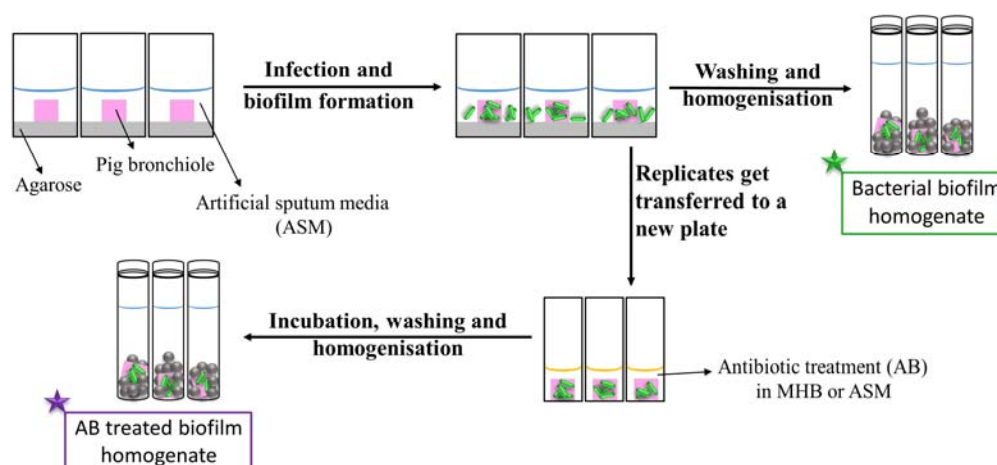 Infection and
biofilm formation
Washing and
homogenisation
Agarose
Pig bronchiole
Artificial sputum media
(ASM)
Replicates get
transferred to a
new plate
Bacterial biofilm
homogenate
Incubation, washing and
homogenisation
Antibiotic treatment (AB)
in MHB or ASM
AB treated biofilm
homogenate